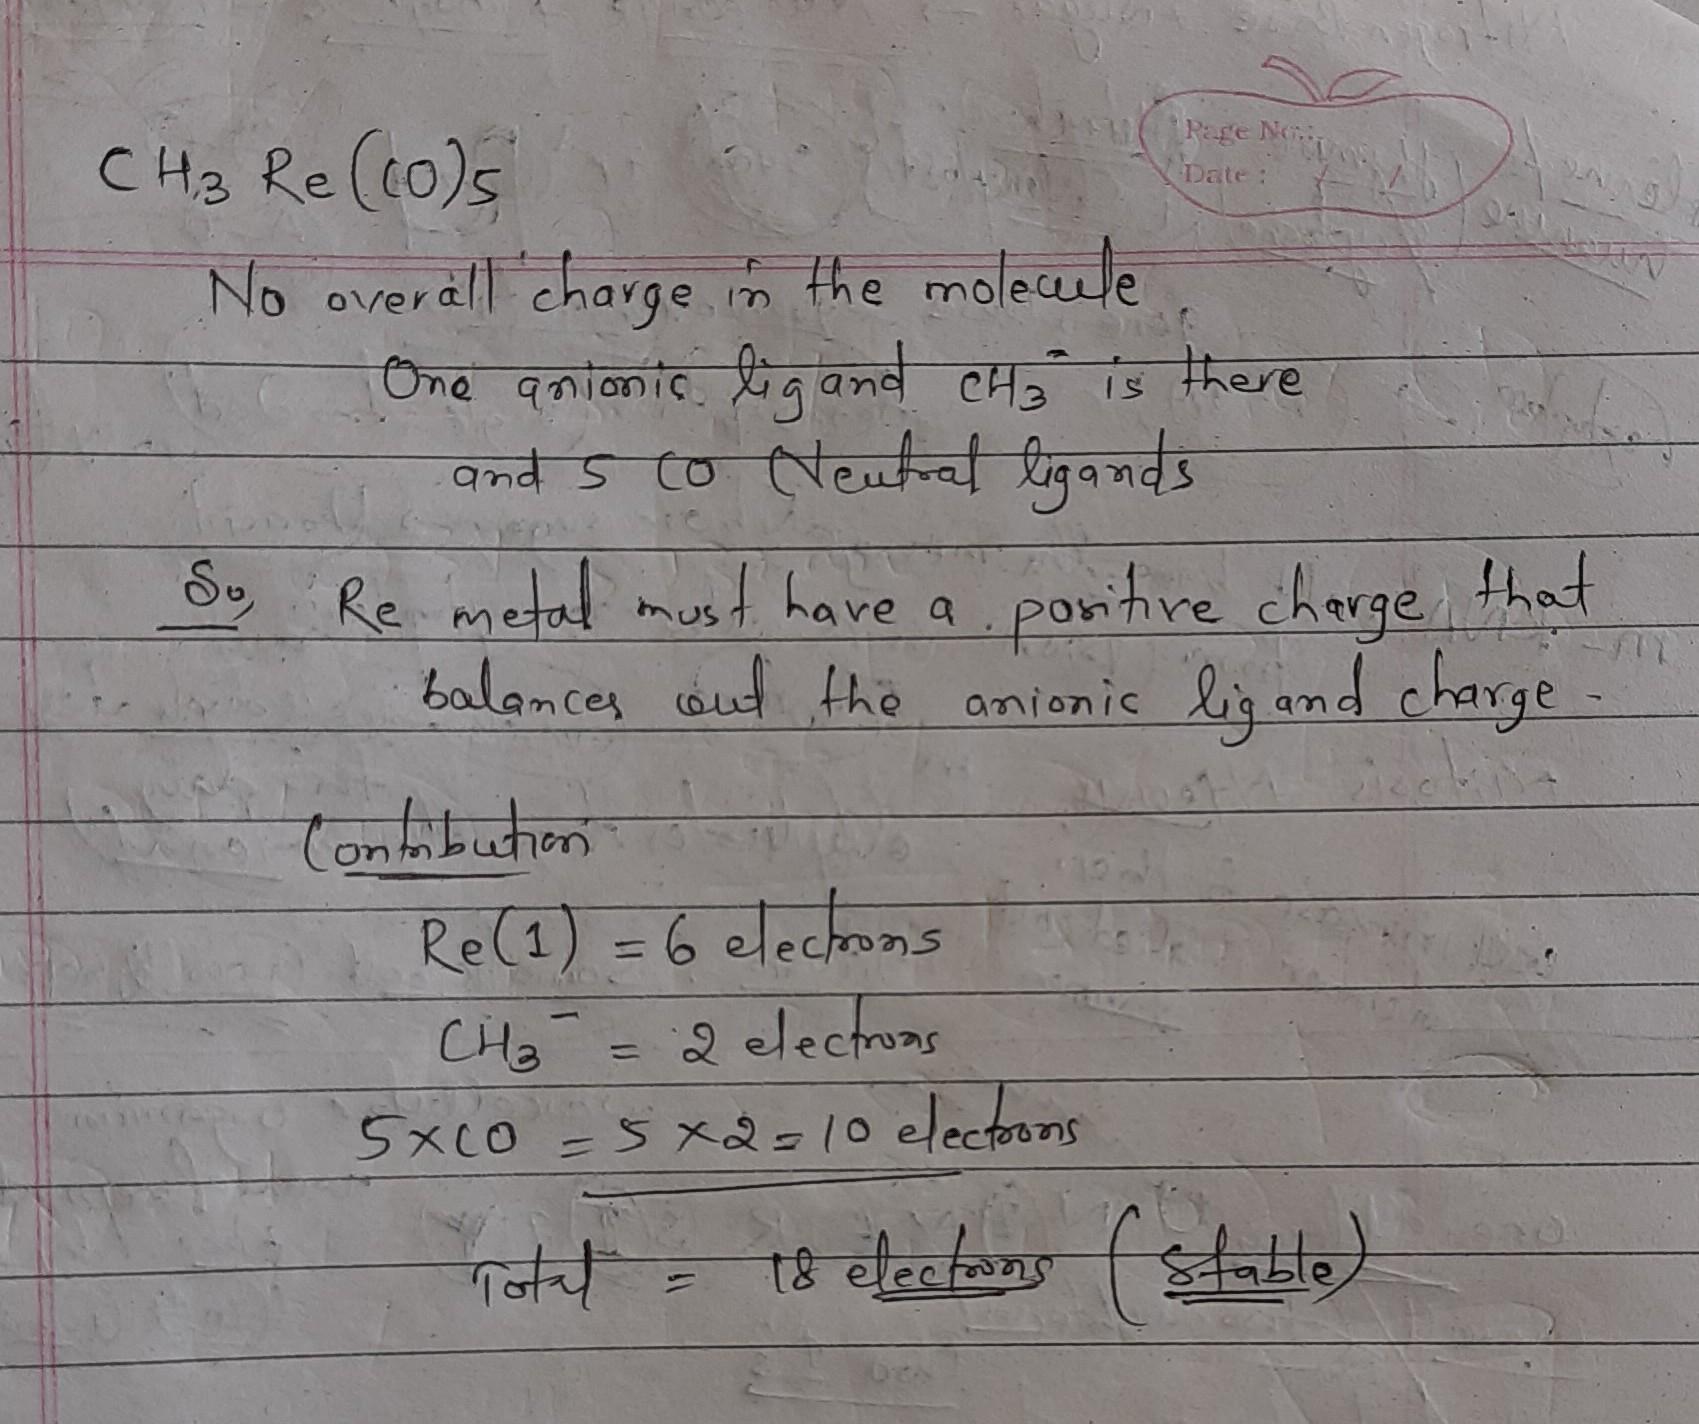 Page No.:
Date :   /   /
CH3 Re(CO)5
No overall charge in the molecule
One anionic ligand CH3⁻ is there
and 5 CO Neutral ligands
So, Re metal must have a positive charge that
balances out the anionic ligand charge -
Contribution
Re(1) = 6 electrons
CH3⁻ = 2 electrons
5×CO = 5×2 = 10 electrons
Total = 18 electrons (Stable)